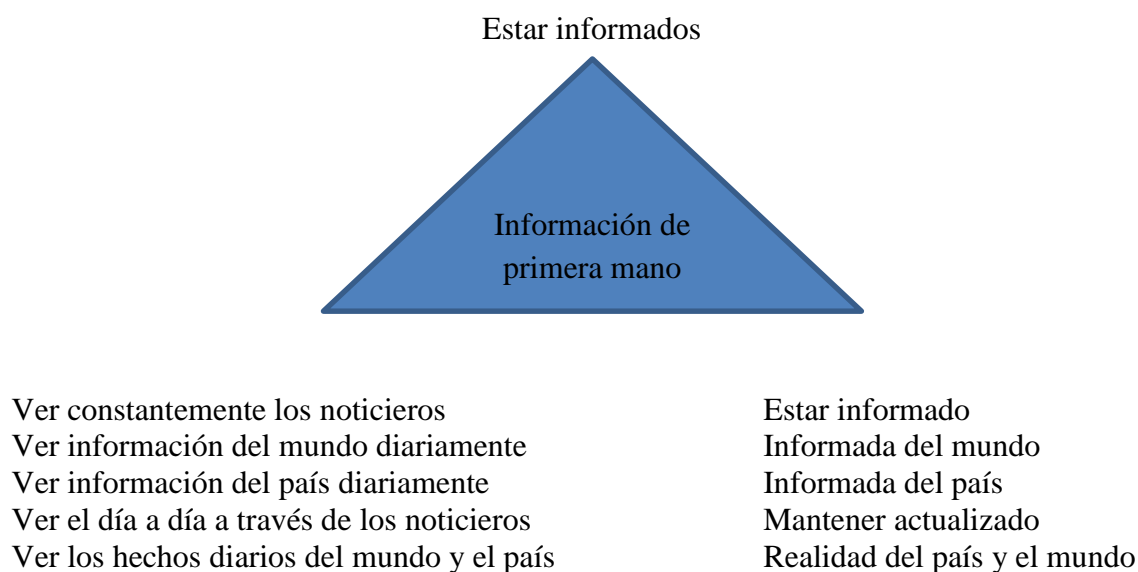 Estar informados
Información de
primera mano
Ver constantemente los noticieros
Ver información del mundo diariamente
Ver información del país diariamente
Ver el día a día a través de los noticieros
Ver los hechos diarios del mundo y el país
Estar informado
Informada del mundo
Informada del país
Mantener actualizado
Realidad del país y el mundo